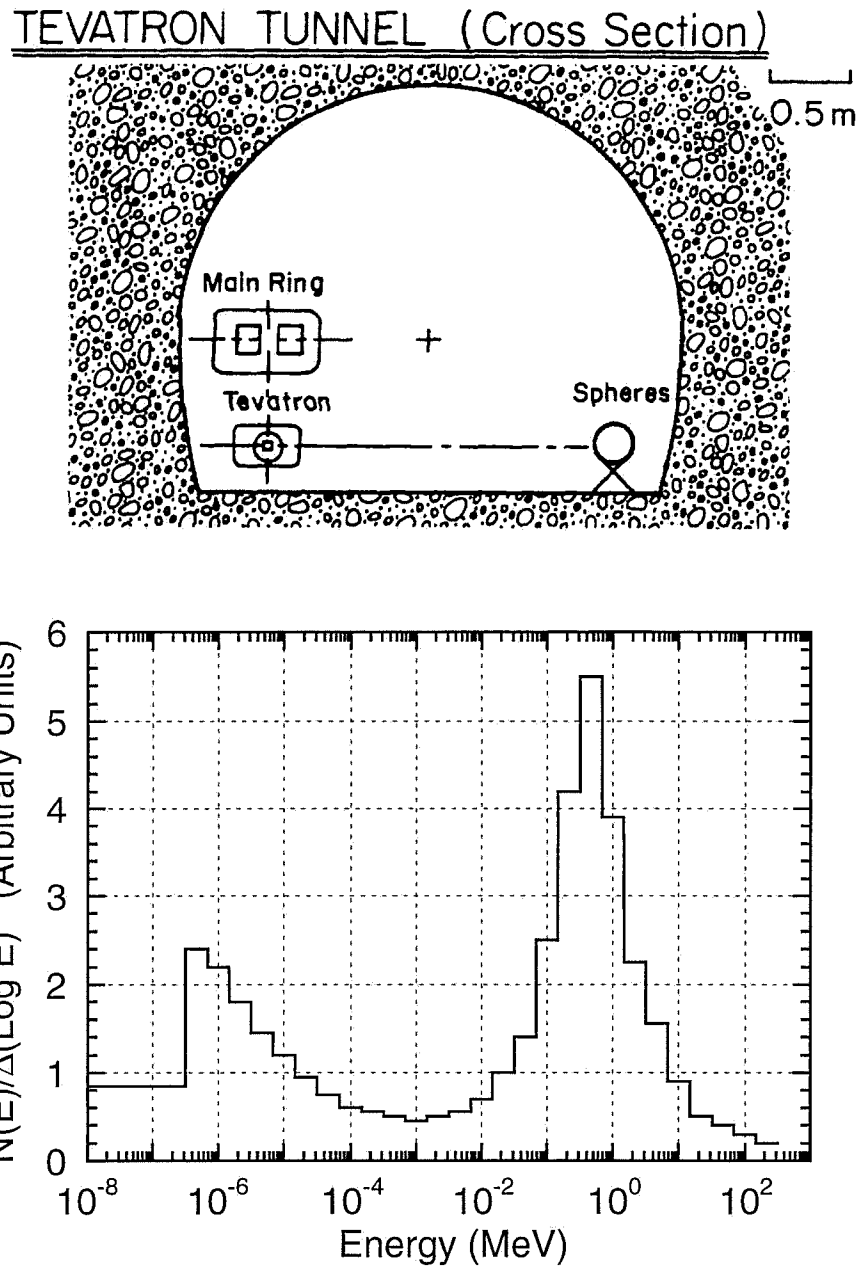 TEVATRON TUNNEL (Cross Section)
Up
0.5 m
Main Ring
Tevatron
Spheres
N(E)/Δ(Log E) (Arbitrary Units)
6
5
4
3
2
1
0
10^-8 10^-6 10^-4 10^-2 10^0 10^2
Energy (MeV)